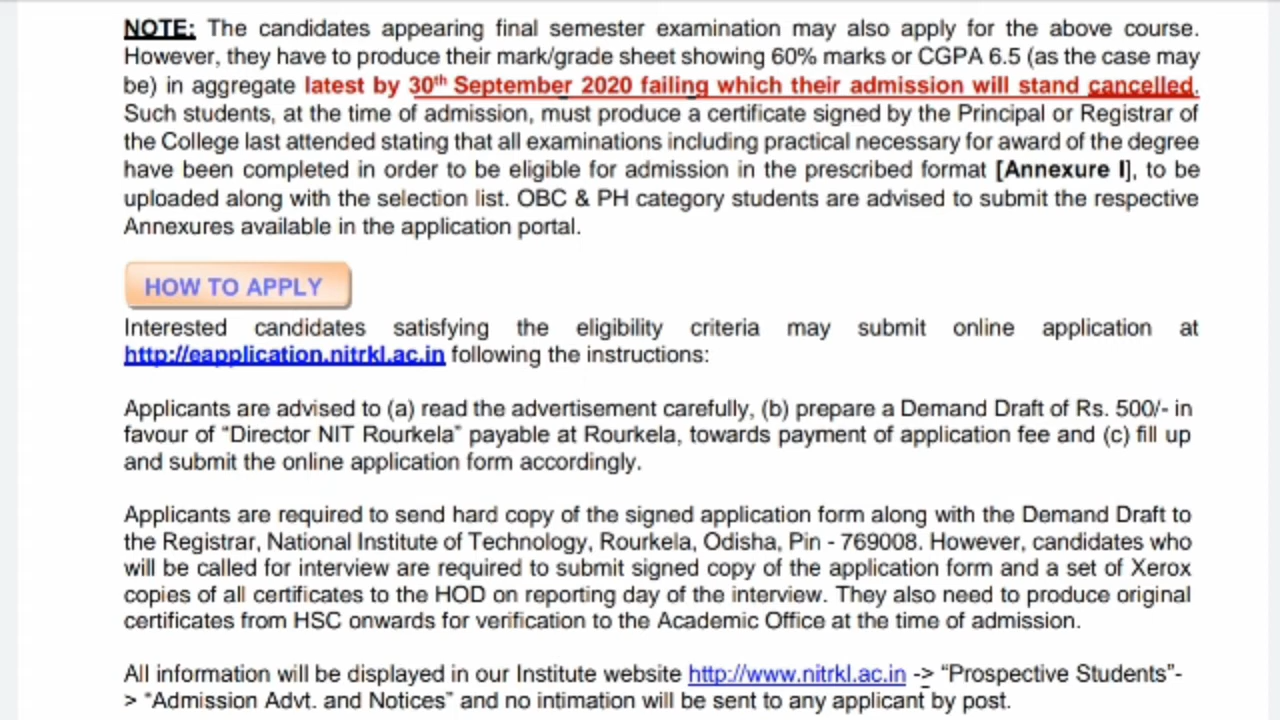 NOTE: The candidates appearing final semester examination may also apply for the above course.
However, they have to produce their mark/grade sheet showing 60% marks or CGPA 6.5 (as the case may
be) in aggregate latest by 30th September 2020 failing which their admission will stand cancelled.
Such students, at the time of admission, must produce a certificate signed by the Principal or Registrar of
the College last attended stating that all examinations including practical necessary for award of the degree
have been completed in order to be eligible for admission in the prescribed format [Annexure I], to be
uploaded along with the selection list. OBC & PH category students are advised to submit the respective
Annexures available in the application portal.
HOW TO APPLY
Interested candidates satisfying the eligibility criteria may submit online application at
http://eapplication.nitrkl.ac.in following the instructions:
Applicants are advised to (a) read the advertisement carefully, (b) prepare a Demand Draft of Rs. 500/- in
favour of “Director NIT Rourkela” payable at Rourkela, towards payment of application fee and (c) fill up
and submit the online application form accordingly.
Applicants are required to send hard copy of the signed application form along with the Demand Draft to
the Registrar, National Institute of Technology, Rourkela, Odisha, Pin - 769008. However, candidates who
will be called for interview are required to submit signed copy of the application form and a set of Xerox
copies of all certificates to the HOD on reporting day of the interview. They also need to produce original
certificates from HSC onwards for verification to the Academic Office at the time of admission.
All information will be displayed in our Institute website http://www.nitrkl.ac.in -> “Prospective Students”-
> “Admission Advt. and Notices” and no intimation will be sent to any applicant by post.